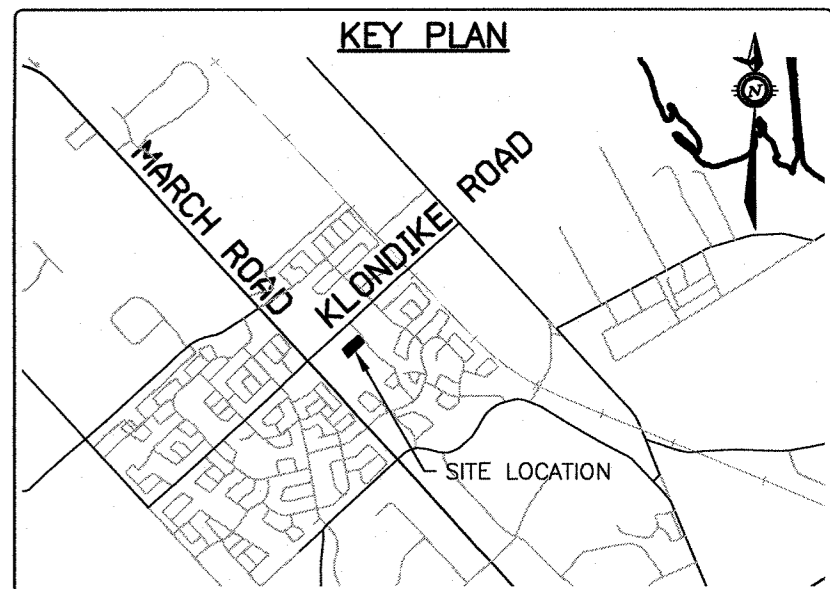 KEY PLAN
N
MARCH ROAD
KLONDIKE ROAD
SITE LOCATION